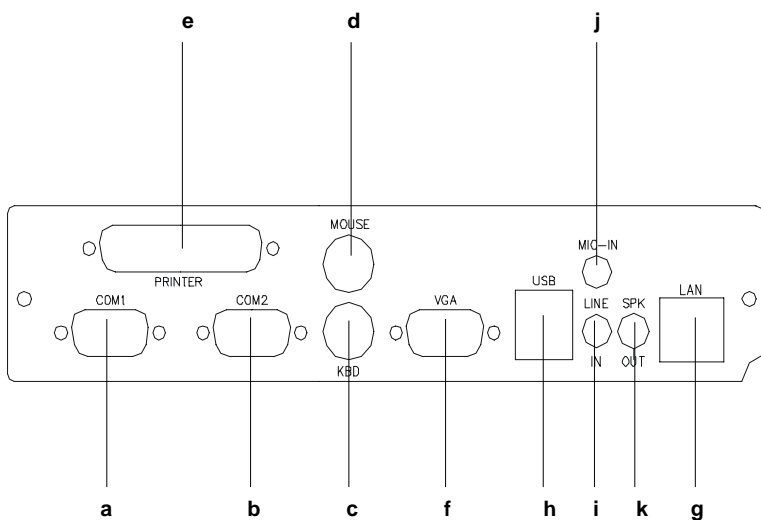 e d j
MOUSE
MIC-IN
PRINTER
USB
LAN
COM1 COM2 VGA LINE SPK
KBD IN OUT
a b c f h i k g